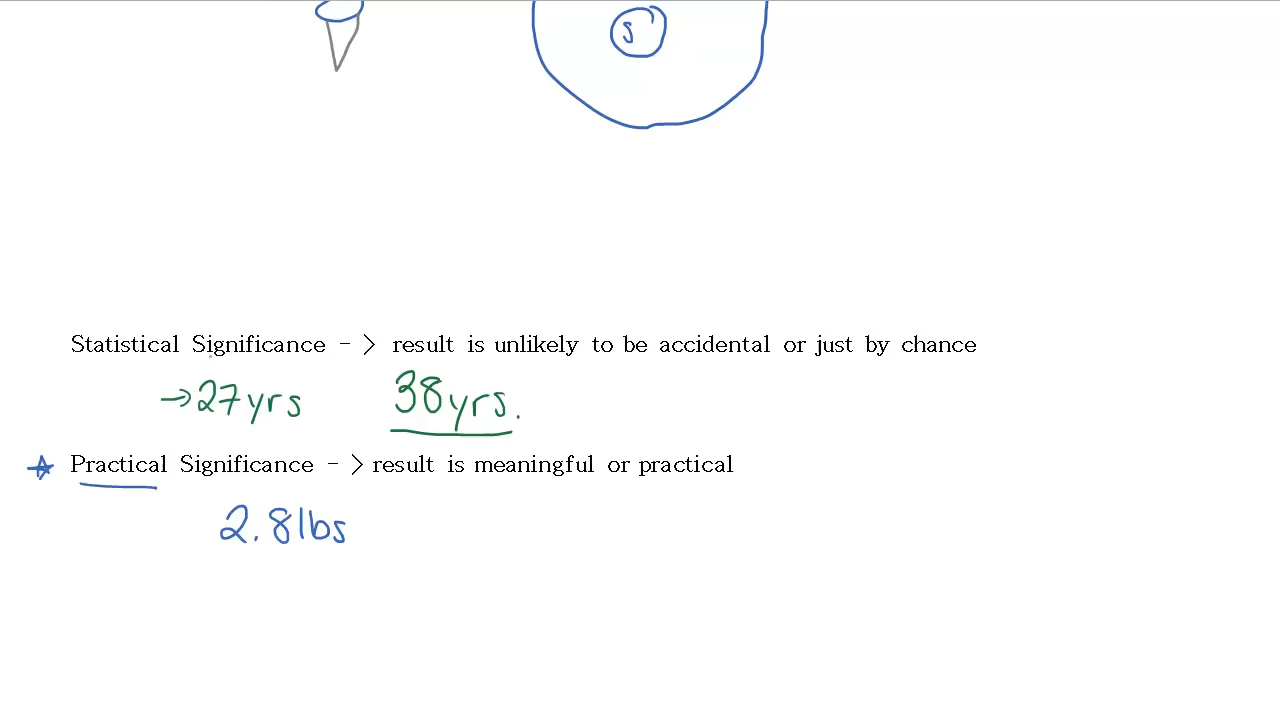 S
Statistical Significance - > result is unlikely to be accidental or just by chance
→27yrs 38yrs.
Practical Significance - > result is meaningful or practical
2.8lbs